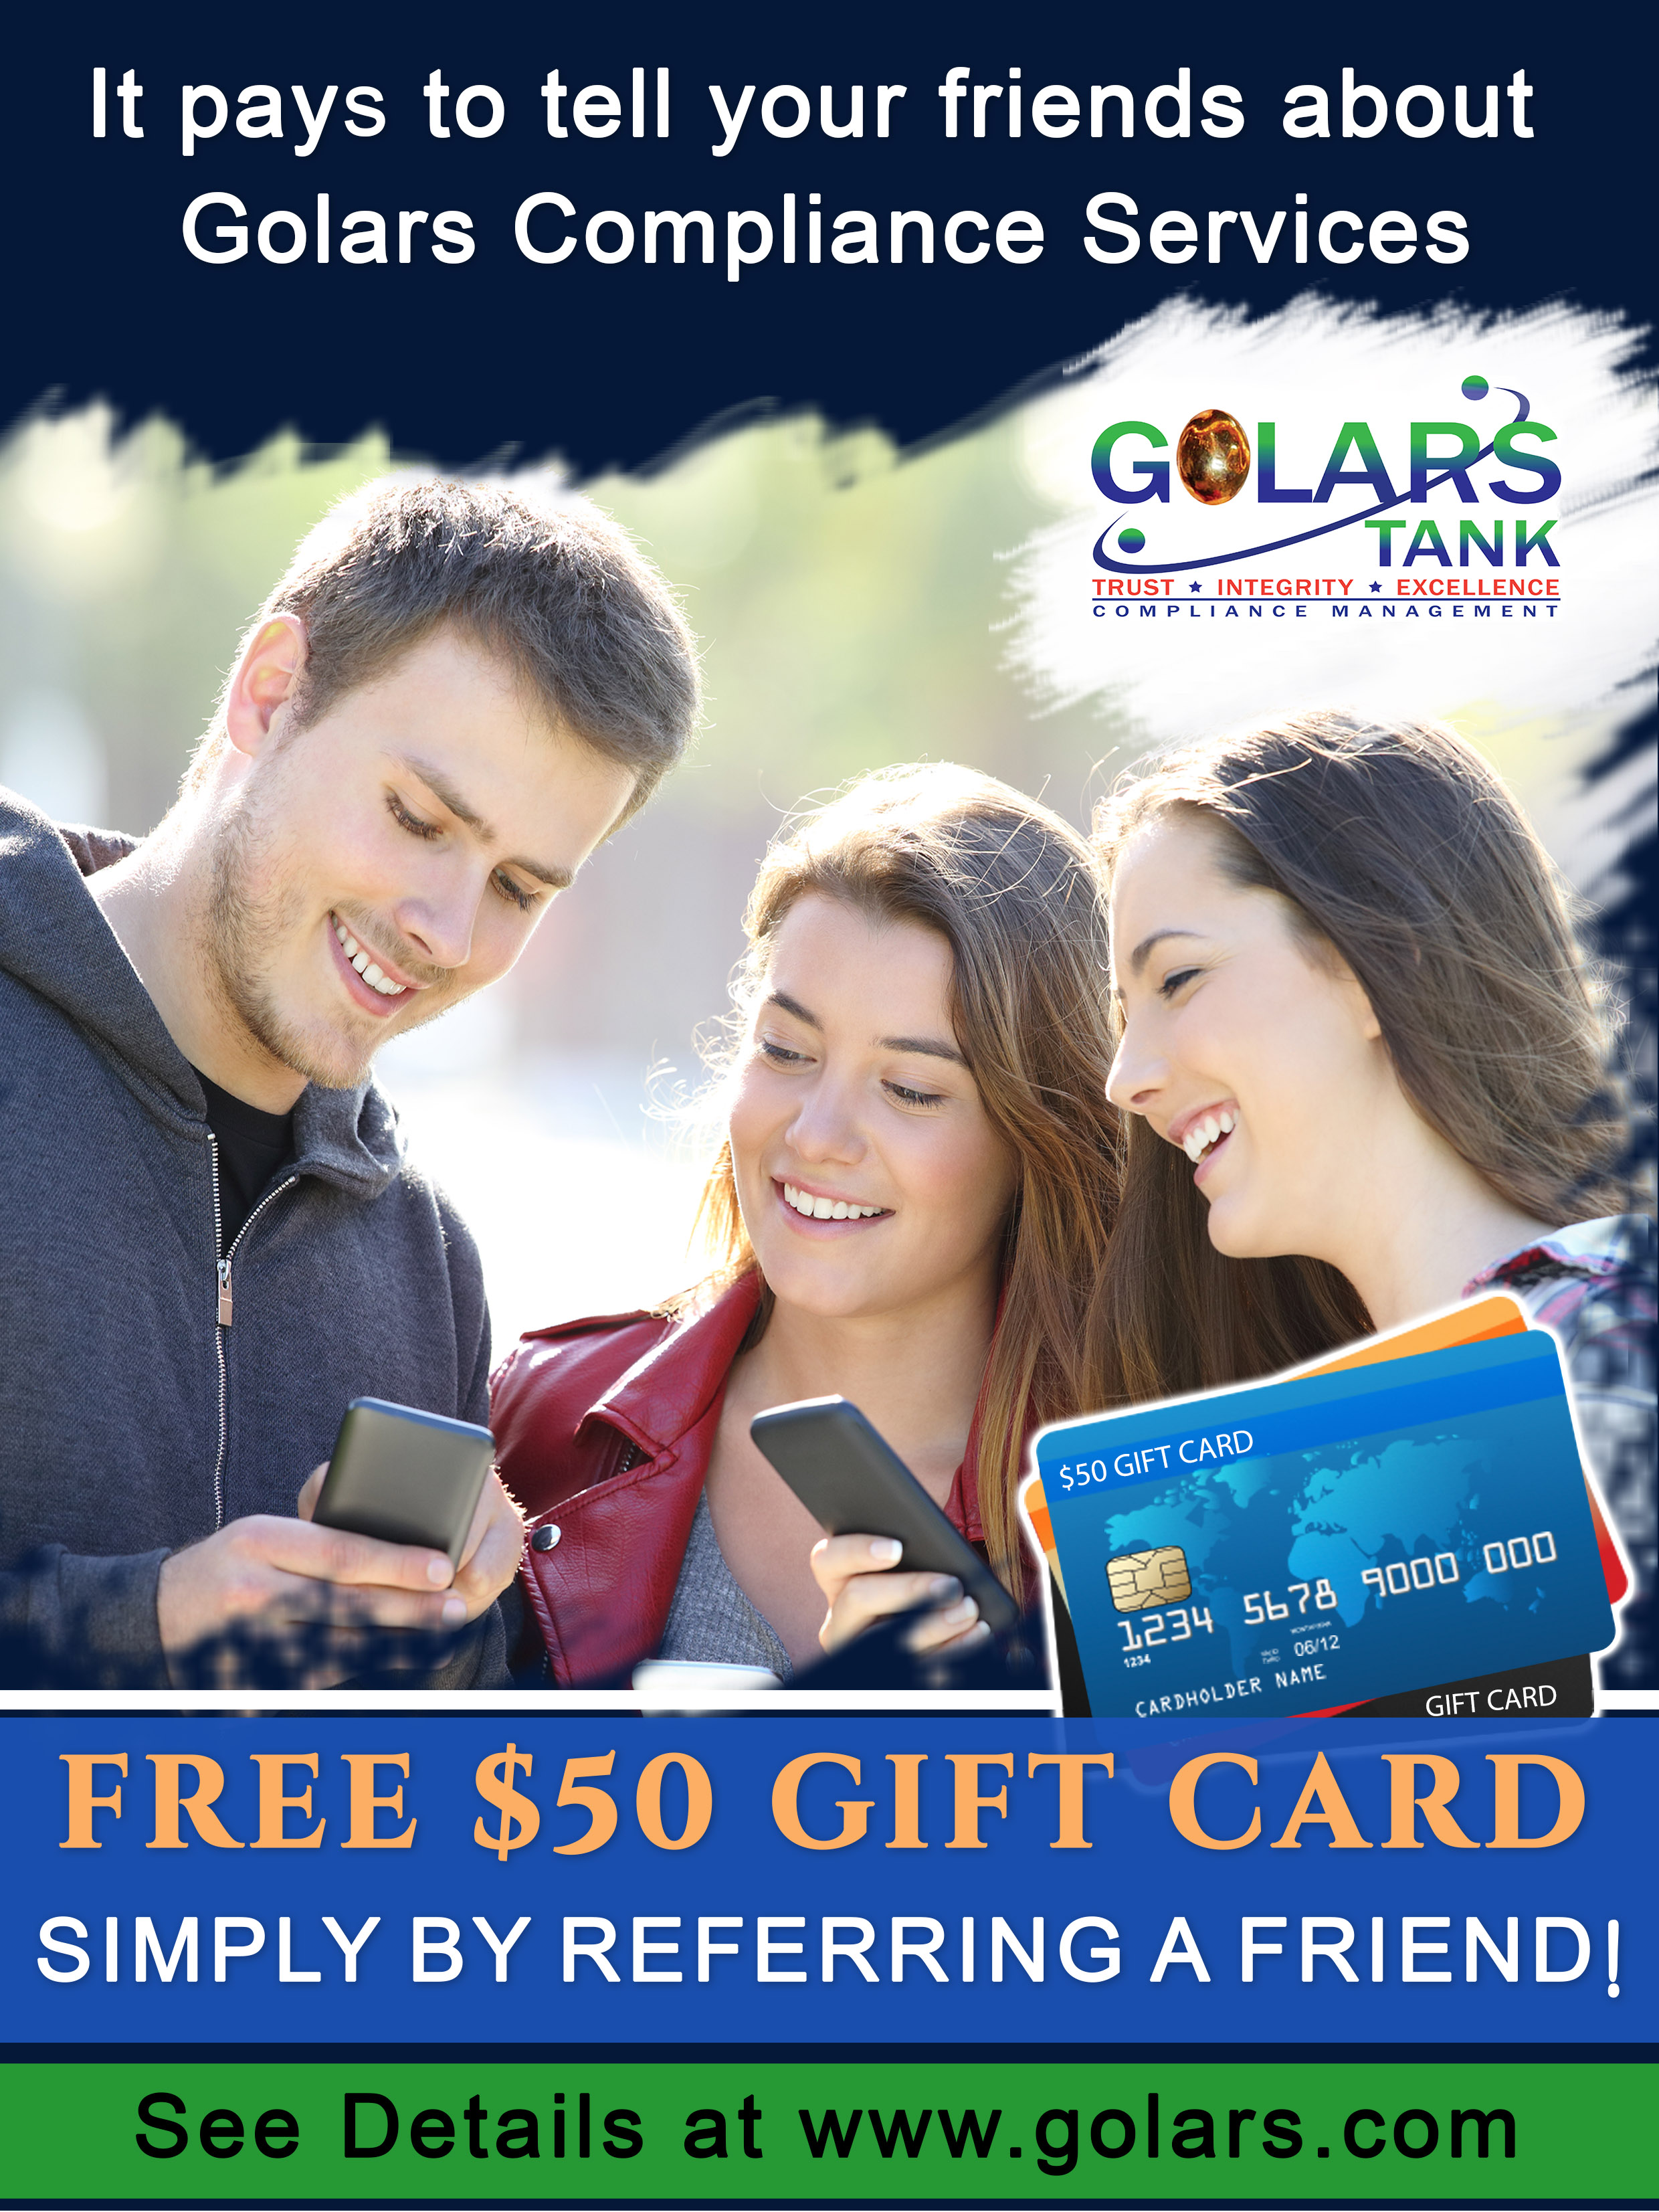 It pays to tell your friends about
Golars Compliance Services
GOLARS
TANK
TRUST ★ INTEGRITY ★ EXCELLENCE
COMPLIANCE MANAGEMENT
$50 GIFT CARD
1234 5678 9000 000
1234
06/12
CARDHOLDER NAME
GIFT CARD
FREE $50 GIFT CARD
SIMPLY BY REFERRING A FRIEND!
See Details at www.golars.com